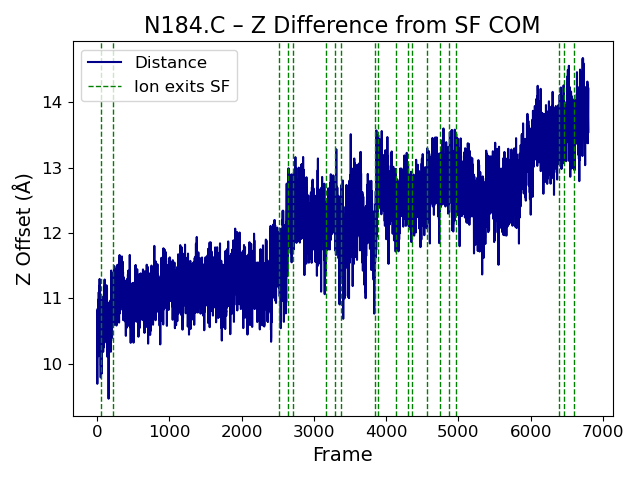 N184.C – Z Difference from SF COM
Distance
Ion exits SF
Z Offset (Å)
14
13
12
11
10
0 1000 2000 3000 4000 5000 6000 7000
Frame